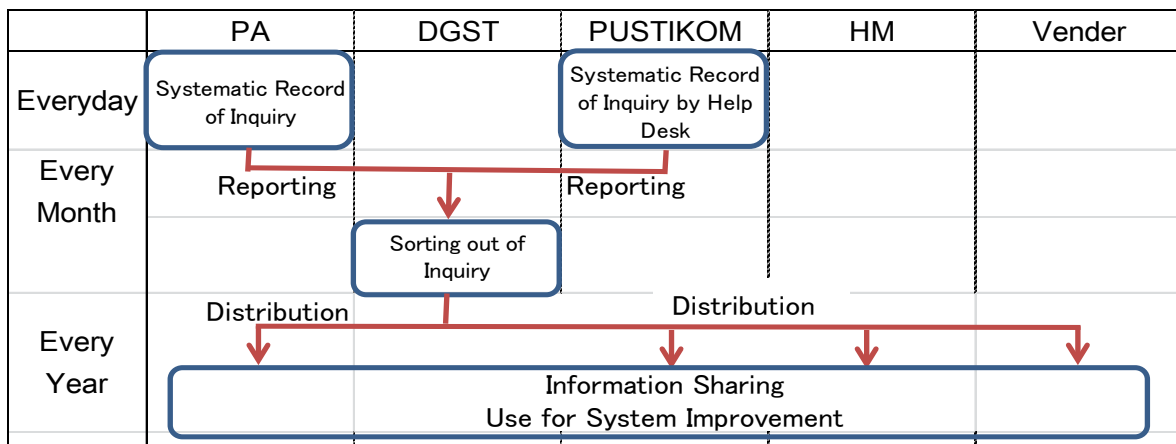 PA DGST PUSTIKOM HM Vender
Everyday
Systematic Record
of Inquiry
Systematic Record
of Inquiry by Help
Desk
Every
Month
Reporting
Reporting
Sorting out of
Inquiry
Every
Year
Distribution
Distribution
Information Sharing
Use for System Improvement